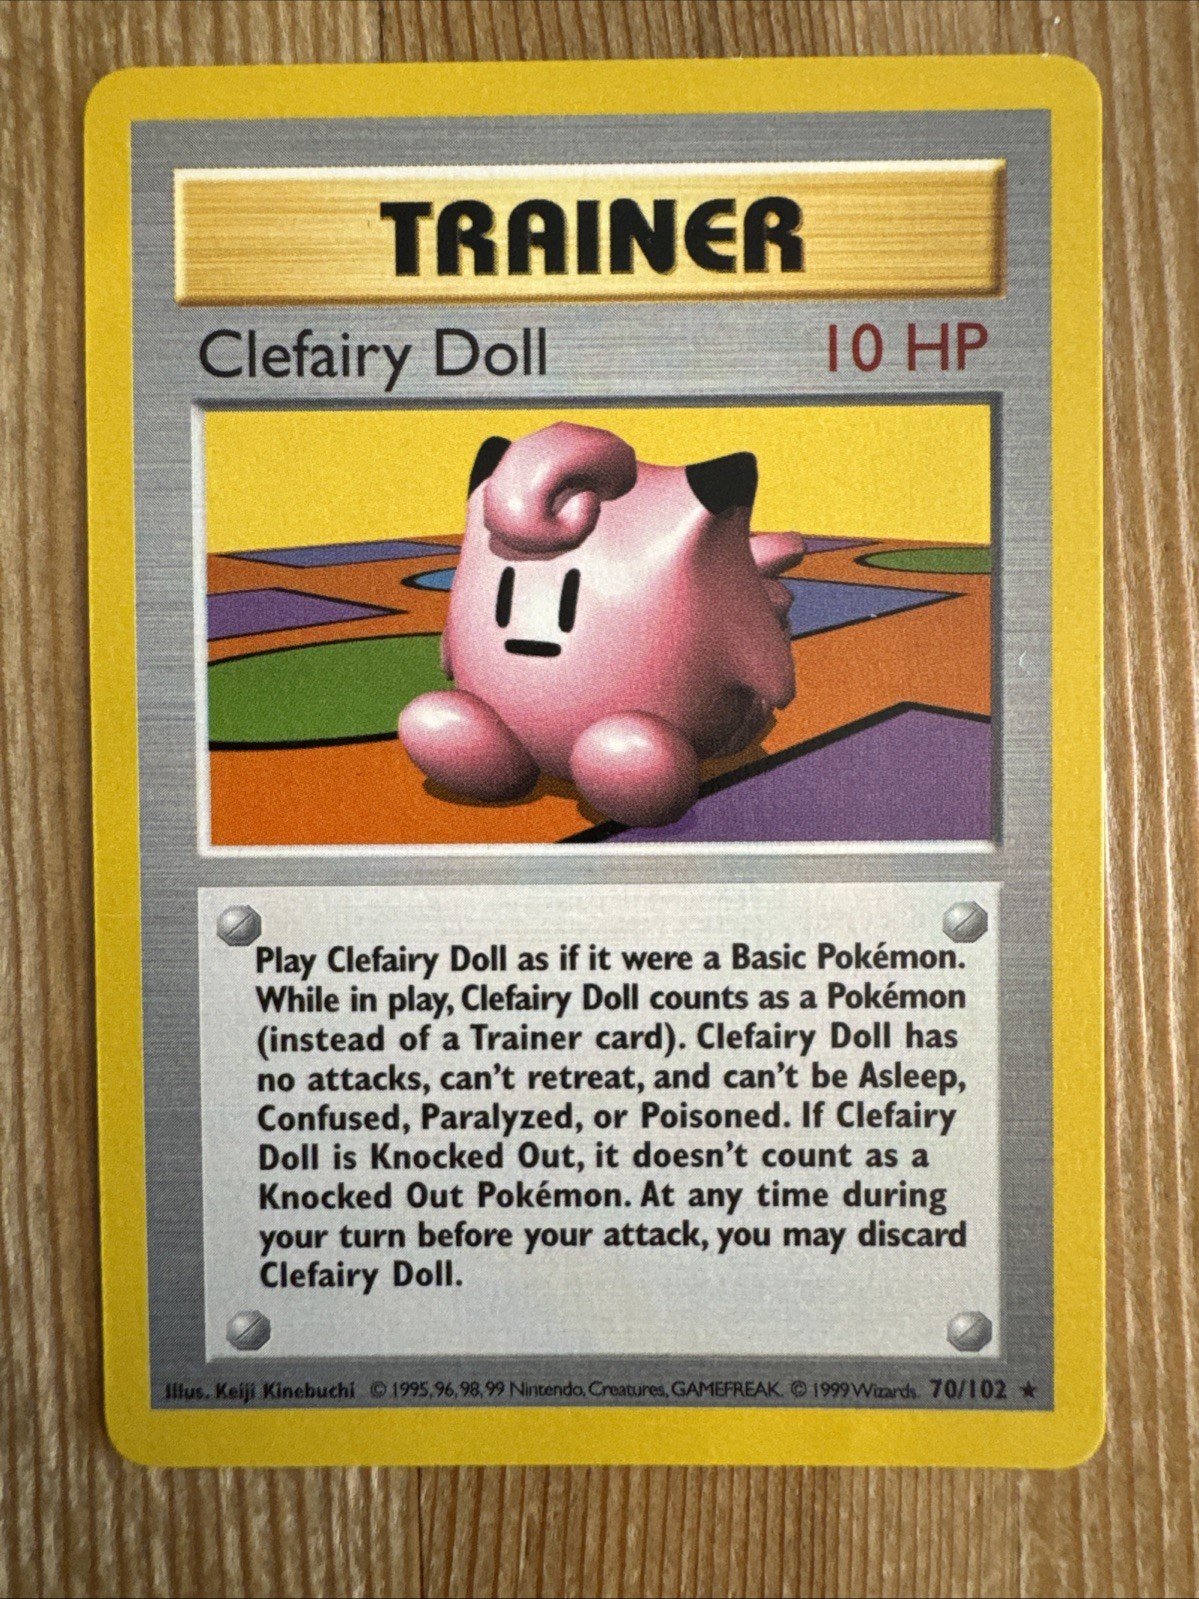 TRAINER
Clefairy Doll 10 HP
Play Clefairy Doll as if it were a Basic Pokémon.
While in play, Clefairy Doll counts as a Pokémon
(instead of a Trainer card). Clefairy Doll has
no attacks, can't retreat, and can't be Asleep,
Confused, Paralyzed, or Poisoned. If Clefairy
Doll is Knocked Out, it doesn't count as a
Knocked Out Pokémon. At any time during
your turn before your attack, you may discard
Clefairy Doll.
Illus. Keiji Kinebuchi © 1995, 96, 98, 99 Nintendo, Creatures, GAMEFREAK. © 1999 Wizards. 70/102 ★